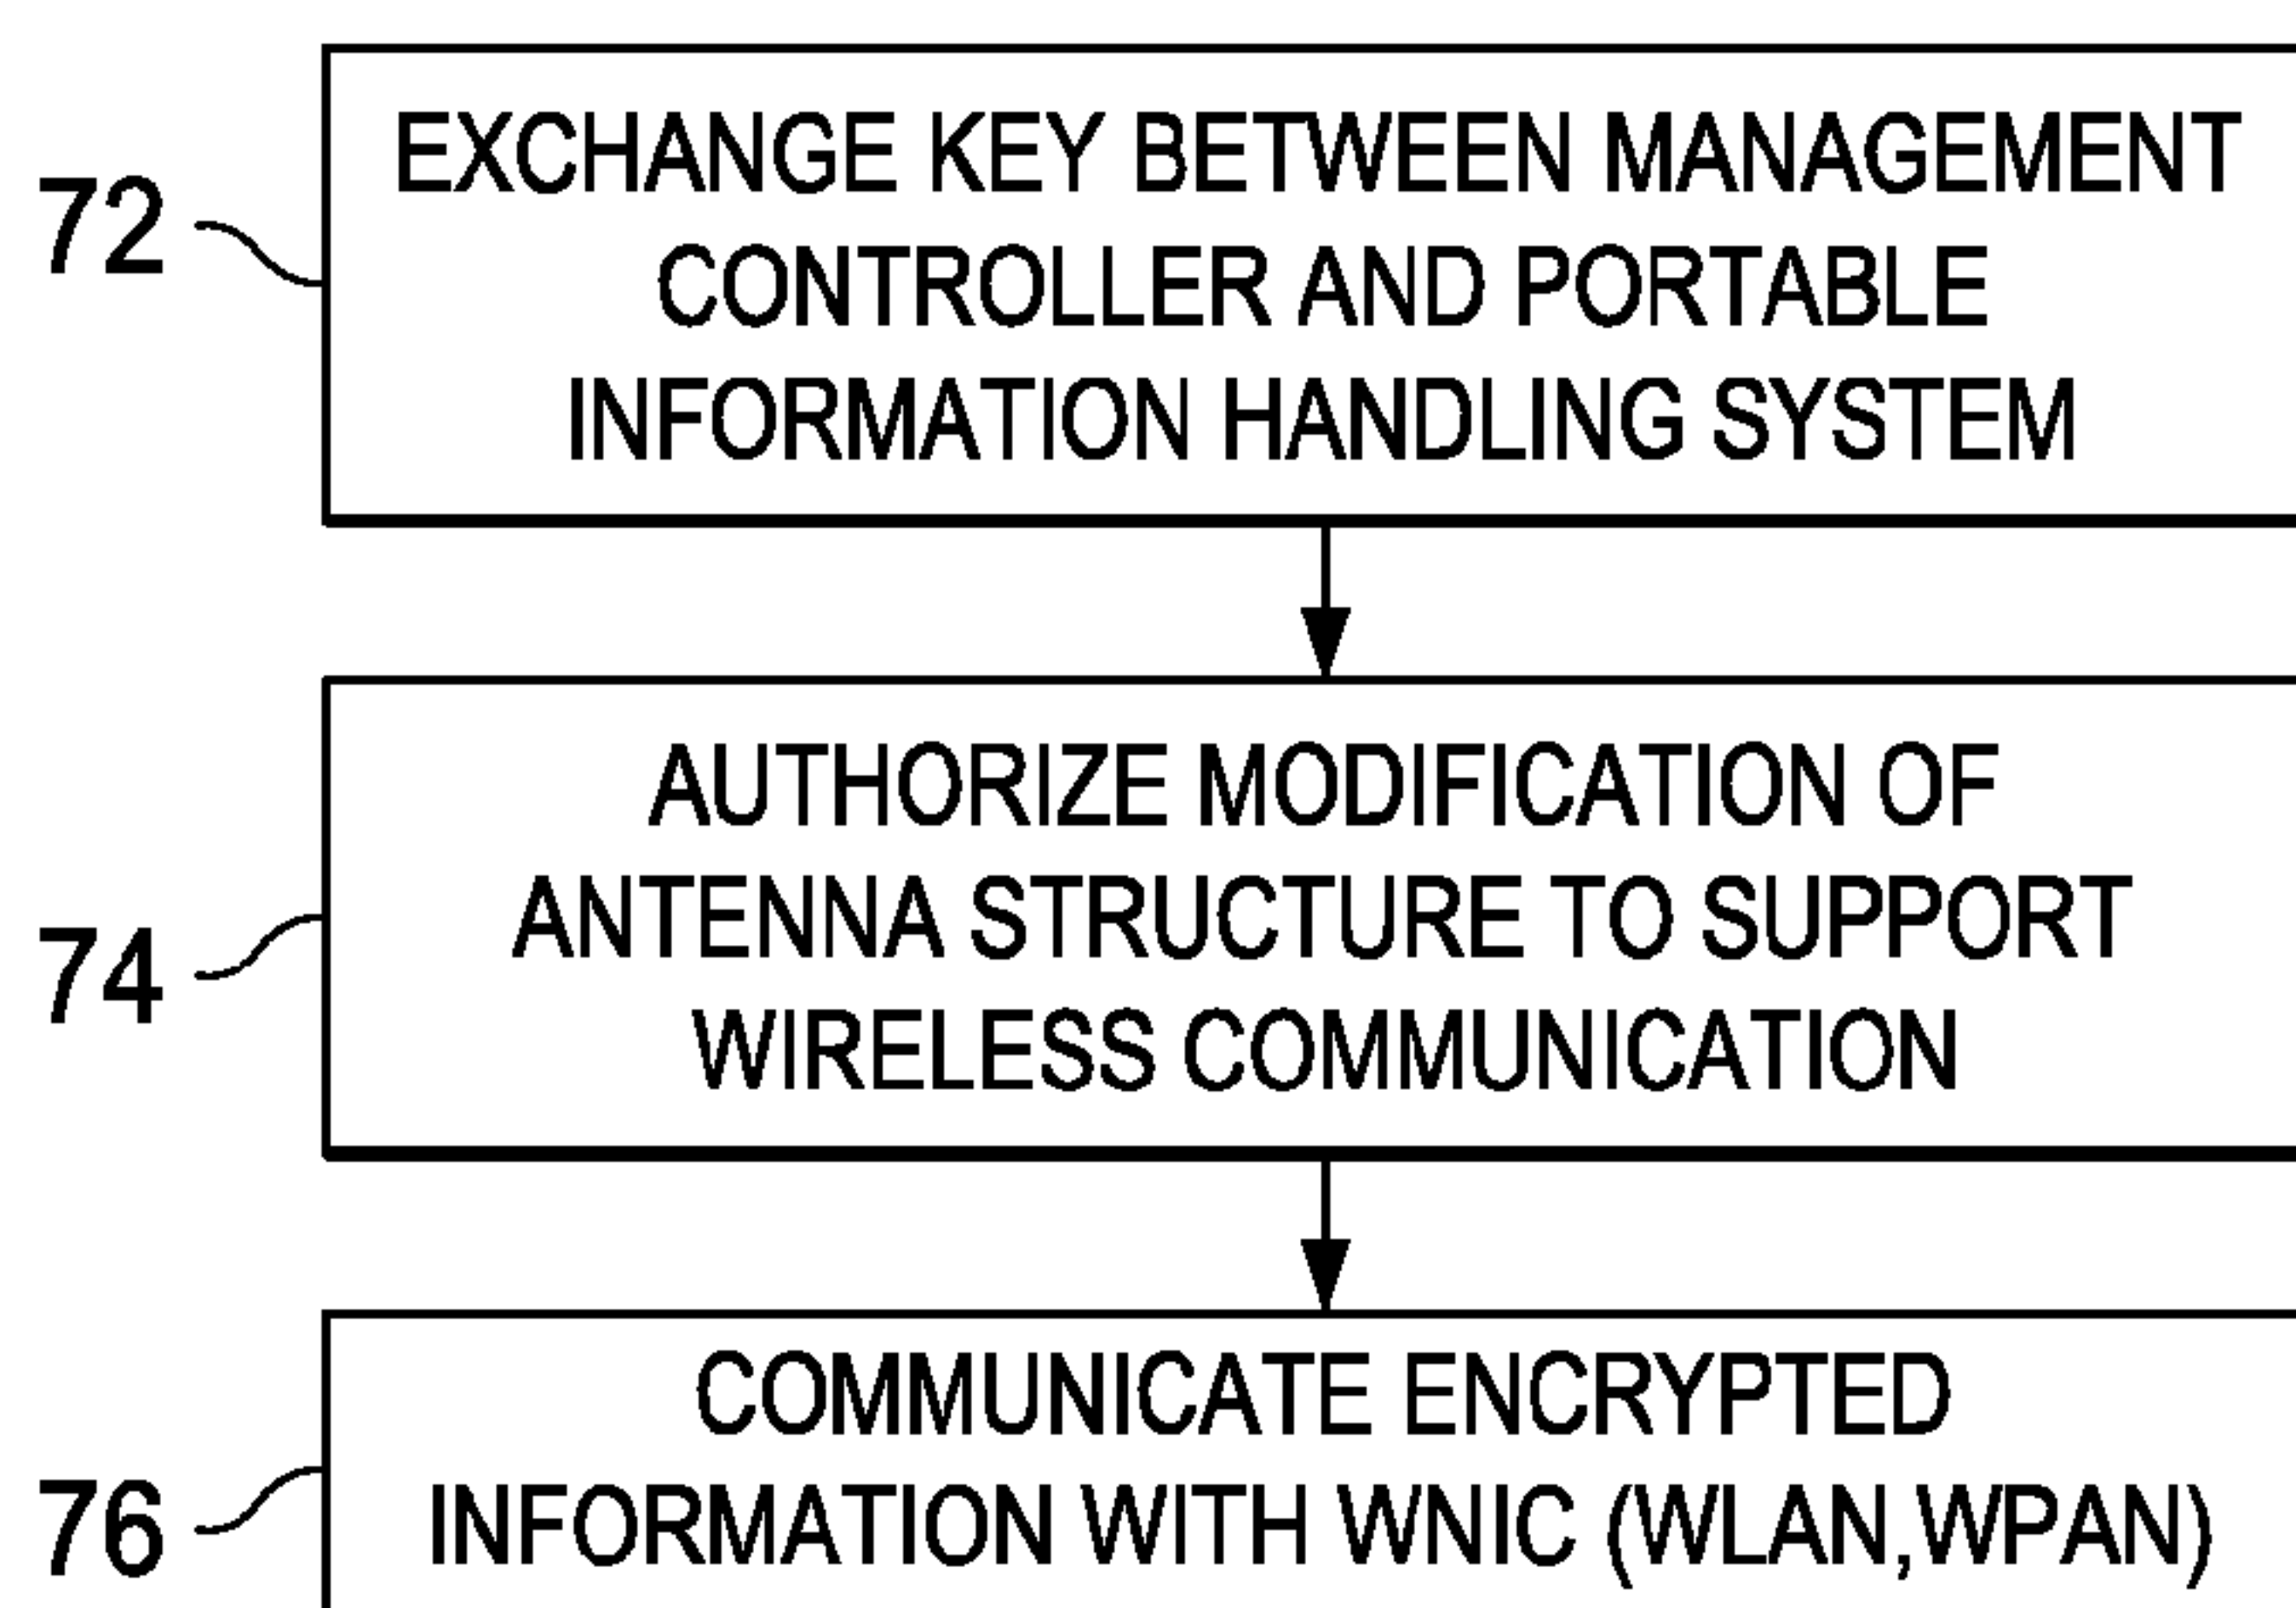 72
EXCHANGE KEY BETWEEN MANAGEMENT
CONTROLLER AND PORTABLE
INFORMATION HANDLING SYSTEM
74
AUTHORIZE MODIFICATION OF
ANTENNA STRUCTURE TO SUPPORT
WIRELESS COMMUNICATION
76
COMMUNICATE ENCRYPTED
INFORMATION WITH WNIC (WLAN,WPAN)